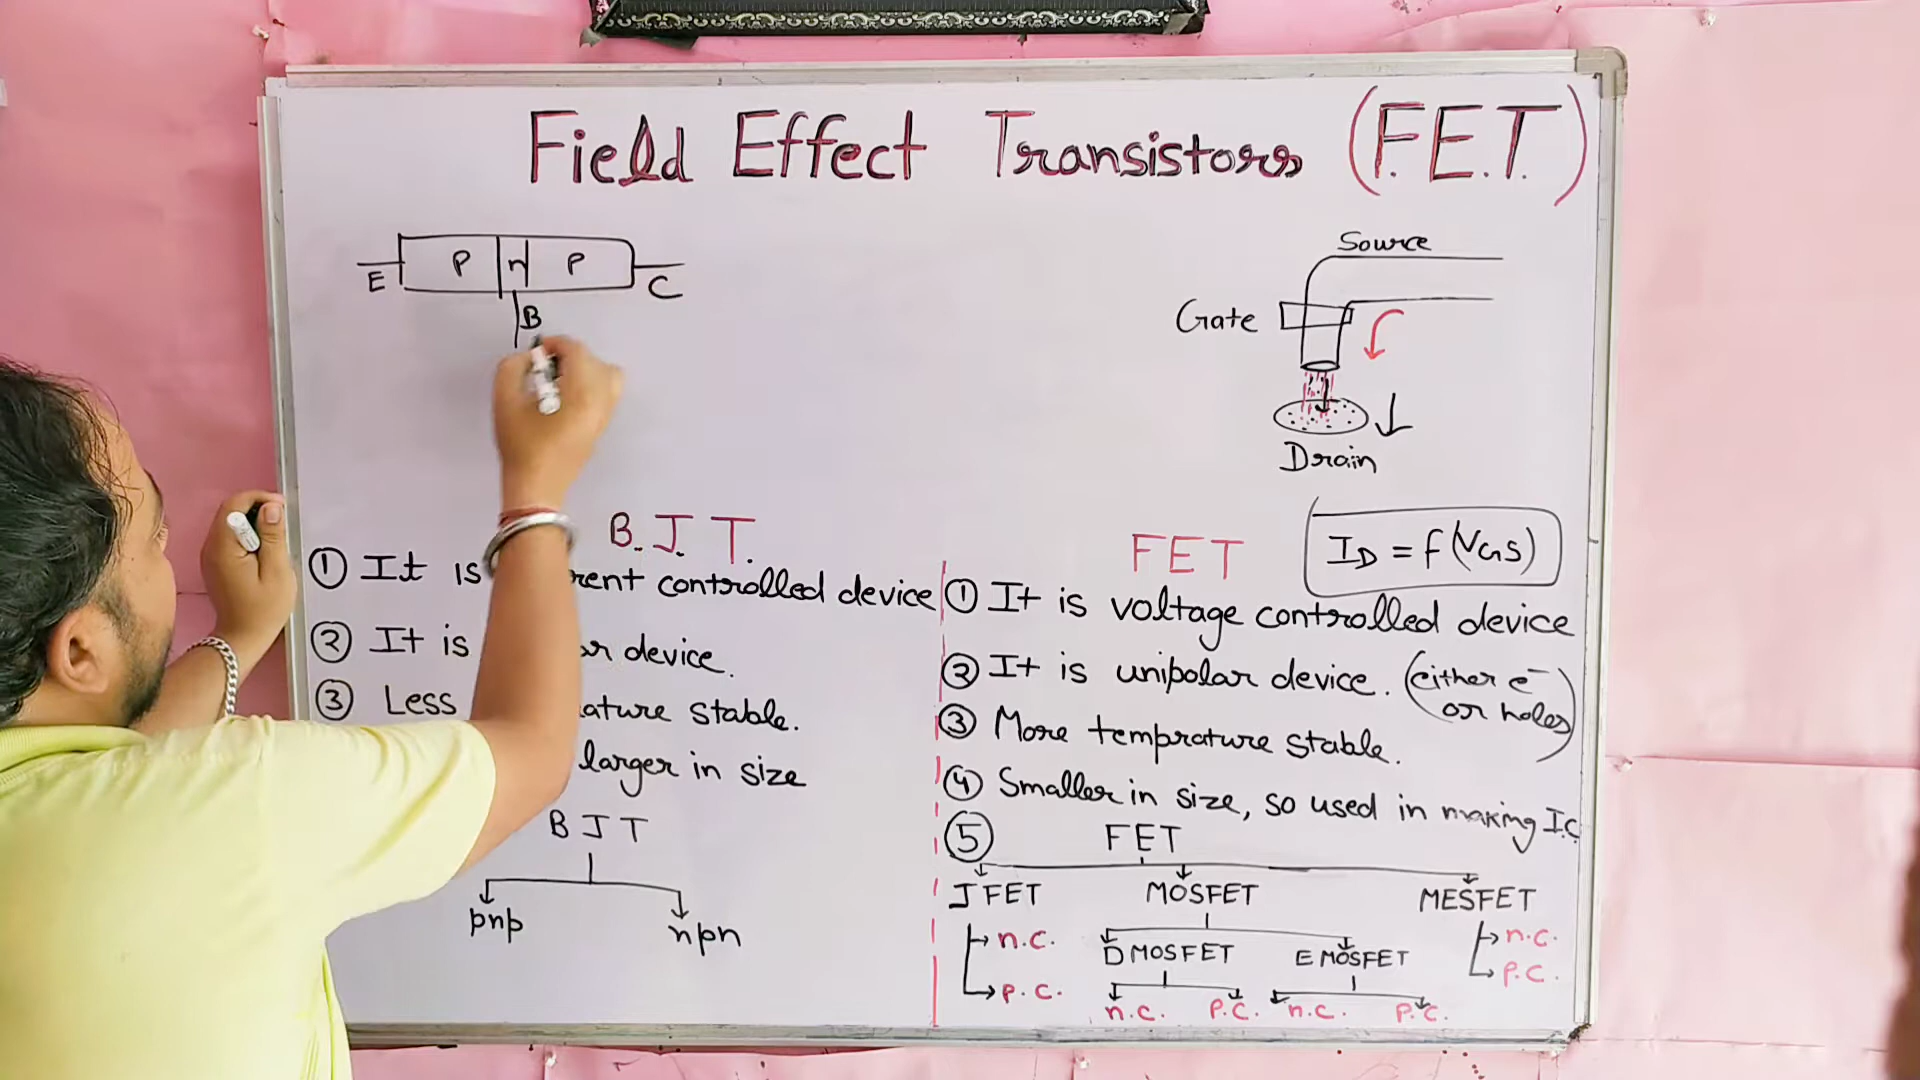 Field Effect Transistors (F.E.T.)
E P n P C
B
Source
Gate
Drain
B.J.T.
① It is rent controlled device
② It is device.
③ Less ature stable.
larger in size
BJT
pnp npn
FET
ID = f(VGS)
① It is voltage controlled device
② It is unipolar device. (either e⁻ or holes)
③ More temprature stable.
④ Smaller in size, so used in making I.C
⑤ FET
JFET MOSFET MESFET
n.c.
p.c.
D MOSFET E MOSFET
n.c. p.c. n.c. p.c.
n.c.
p.c.